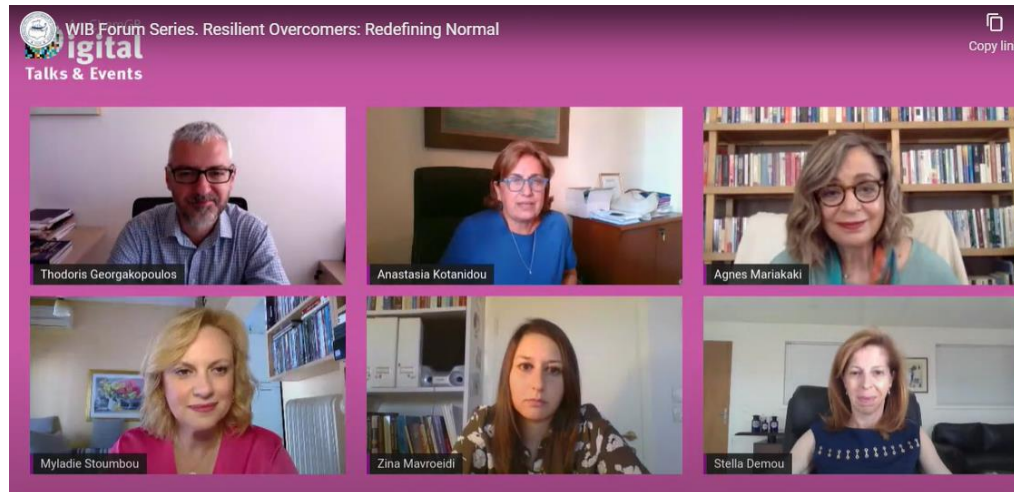 WIB Forum Series. Resilient Overcomers: Redefining Normal
Copy lin
Digital
Talks & Events
Thodoris Georgakopoulos
Anastasia Kotanidou
Agnes Mariakaki
Myladie Stoumbou
Zina Mavroeidi
Stella Demou